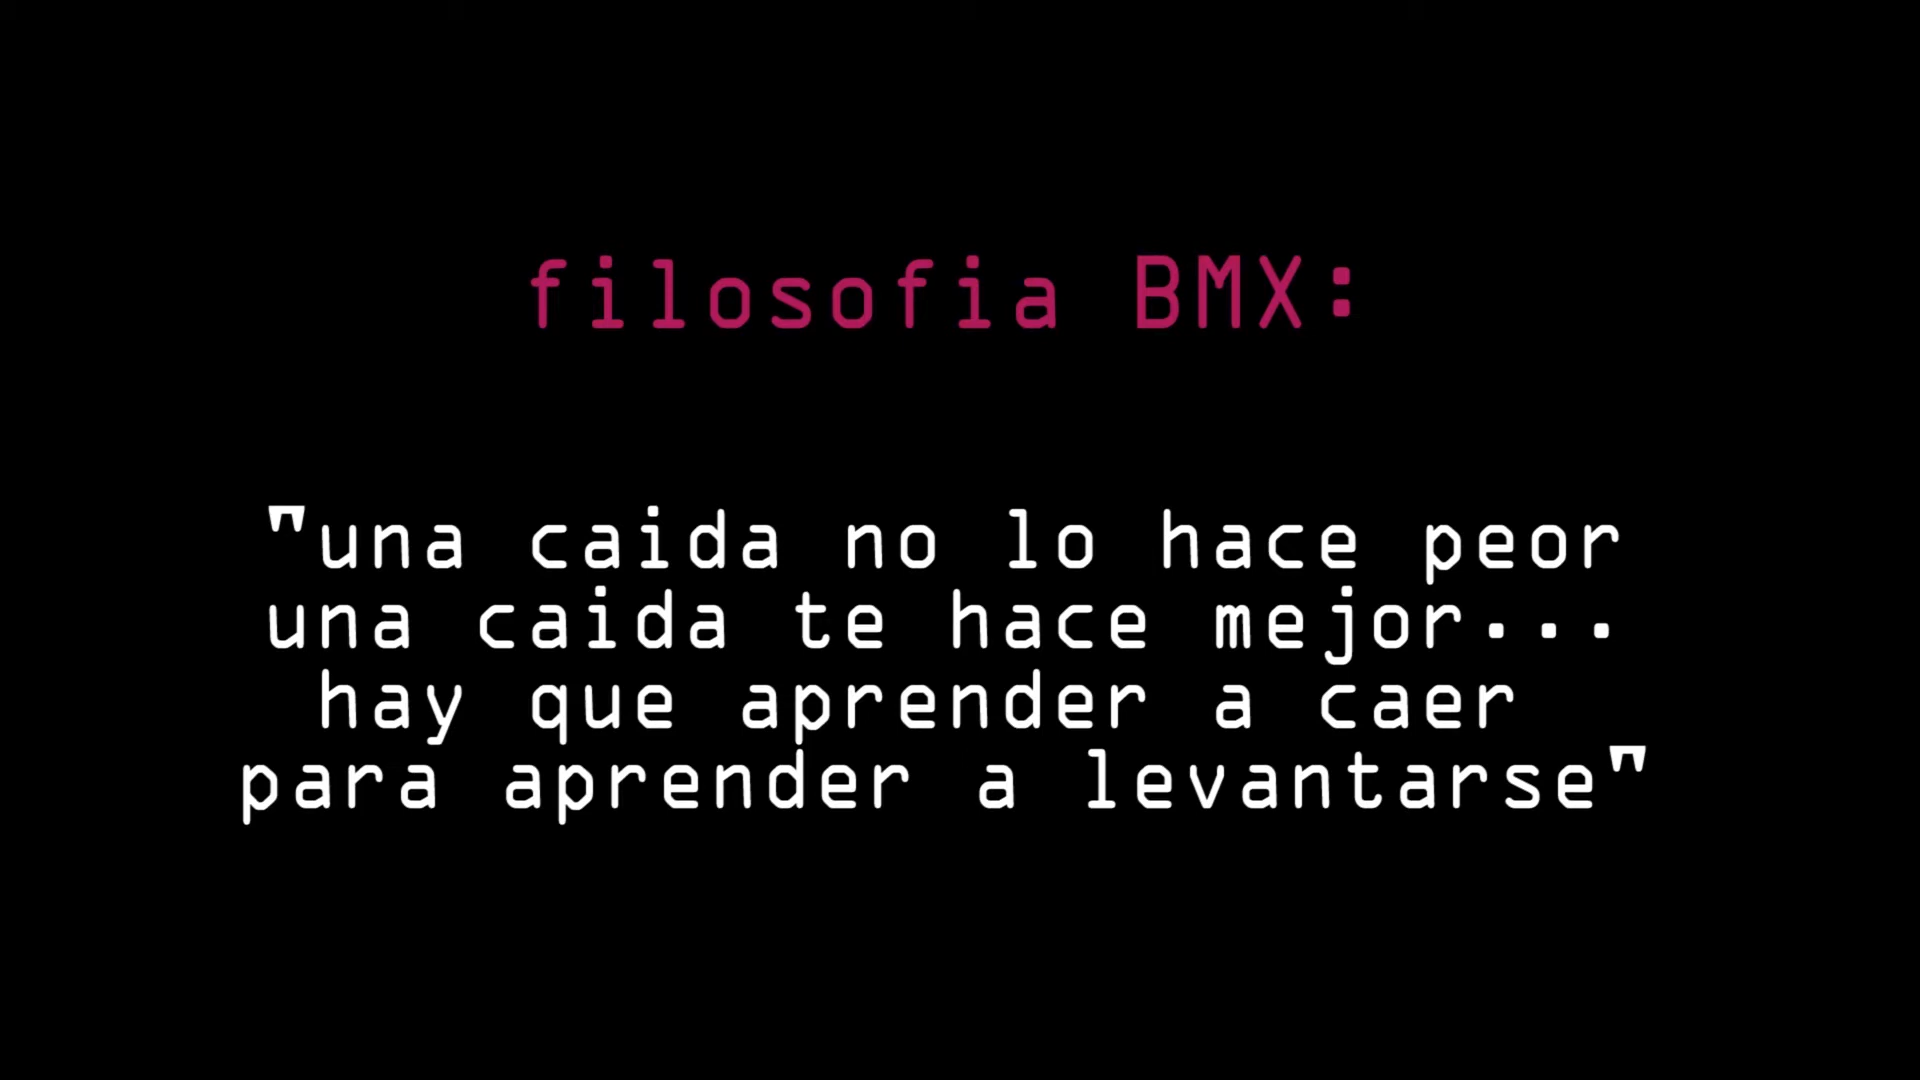 filosofia BMX:
"una caida no lo hace peor
una caida te hace mejor...
hay que aprender a caer
para aprender a levantarse"